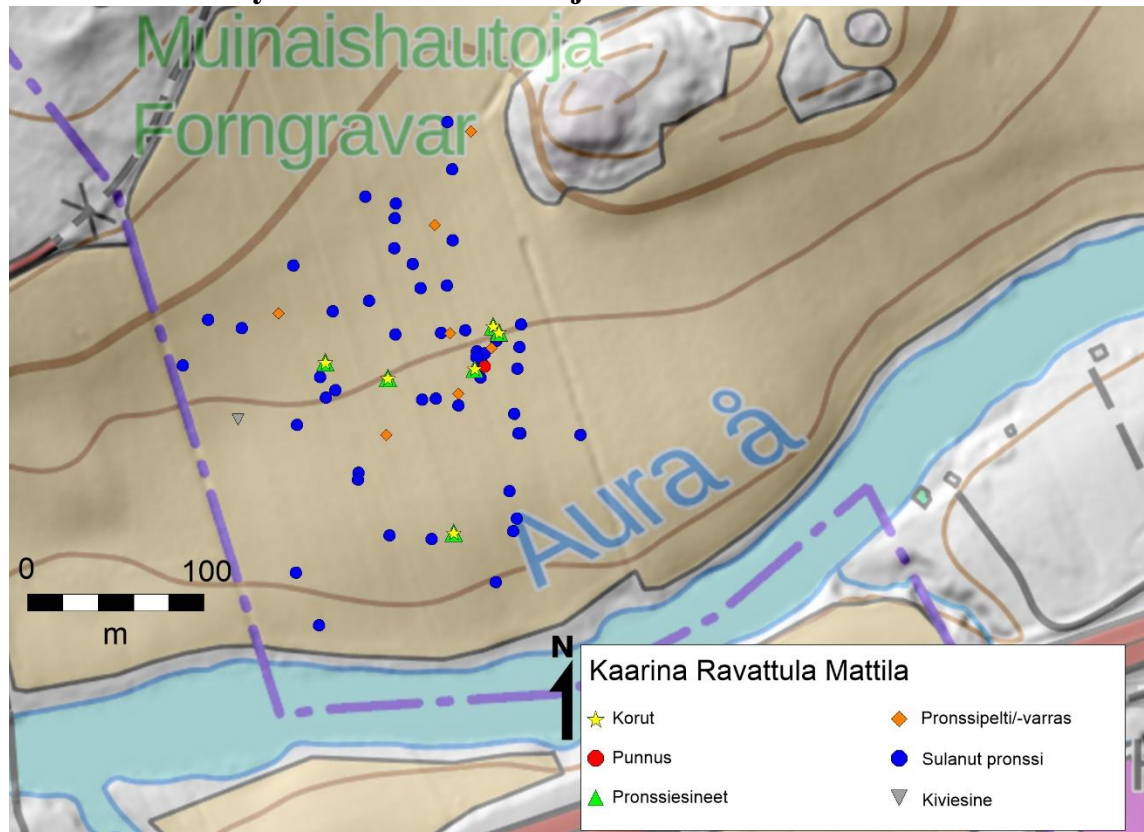 Muinaishautoja
Forngravar
Aura å
0 100
m
N
Kaarina Ravattula Mattila
Korut
Punnus
Pronssiesineet
Pronssipelti/-varras
Sulanut pronssi
Kiviesine